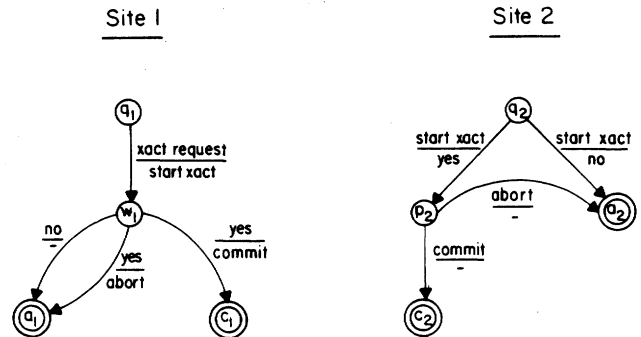 Site 1
Site 2
q1
q2
xact request
start xact
start xact
yes
start xact
no
w1
p2
a2
abort
-
no
-
yes
abort
yes
commit
commit
-
a1
c1
c2